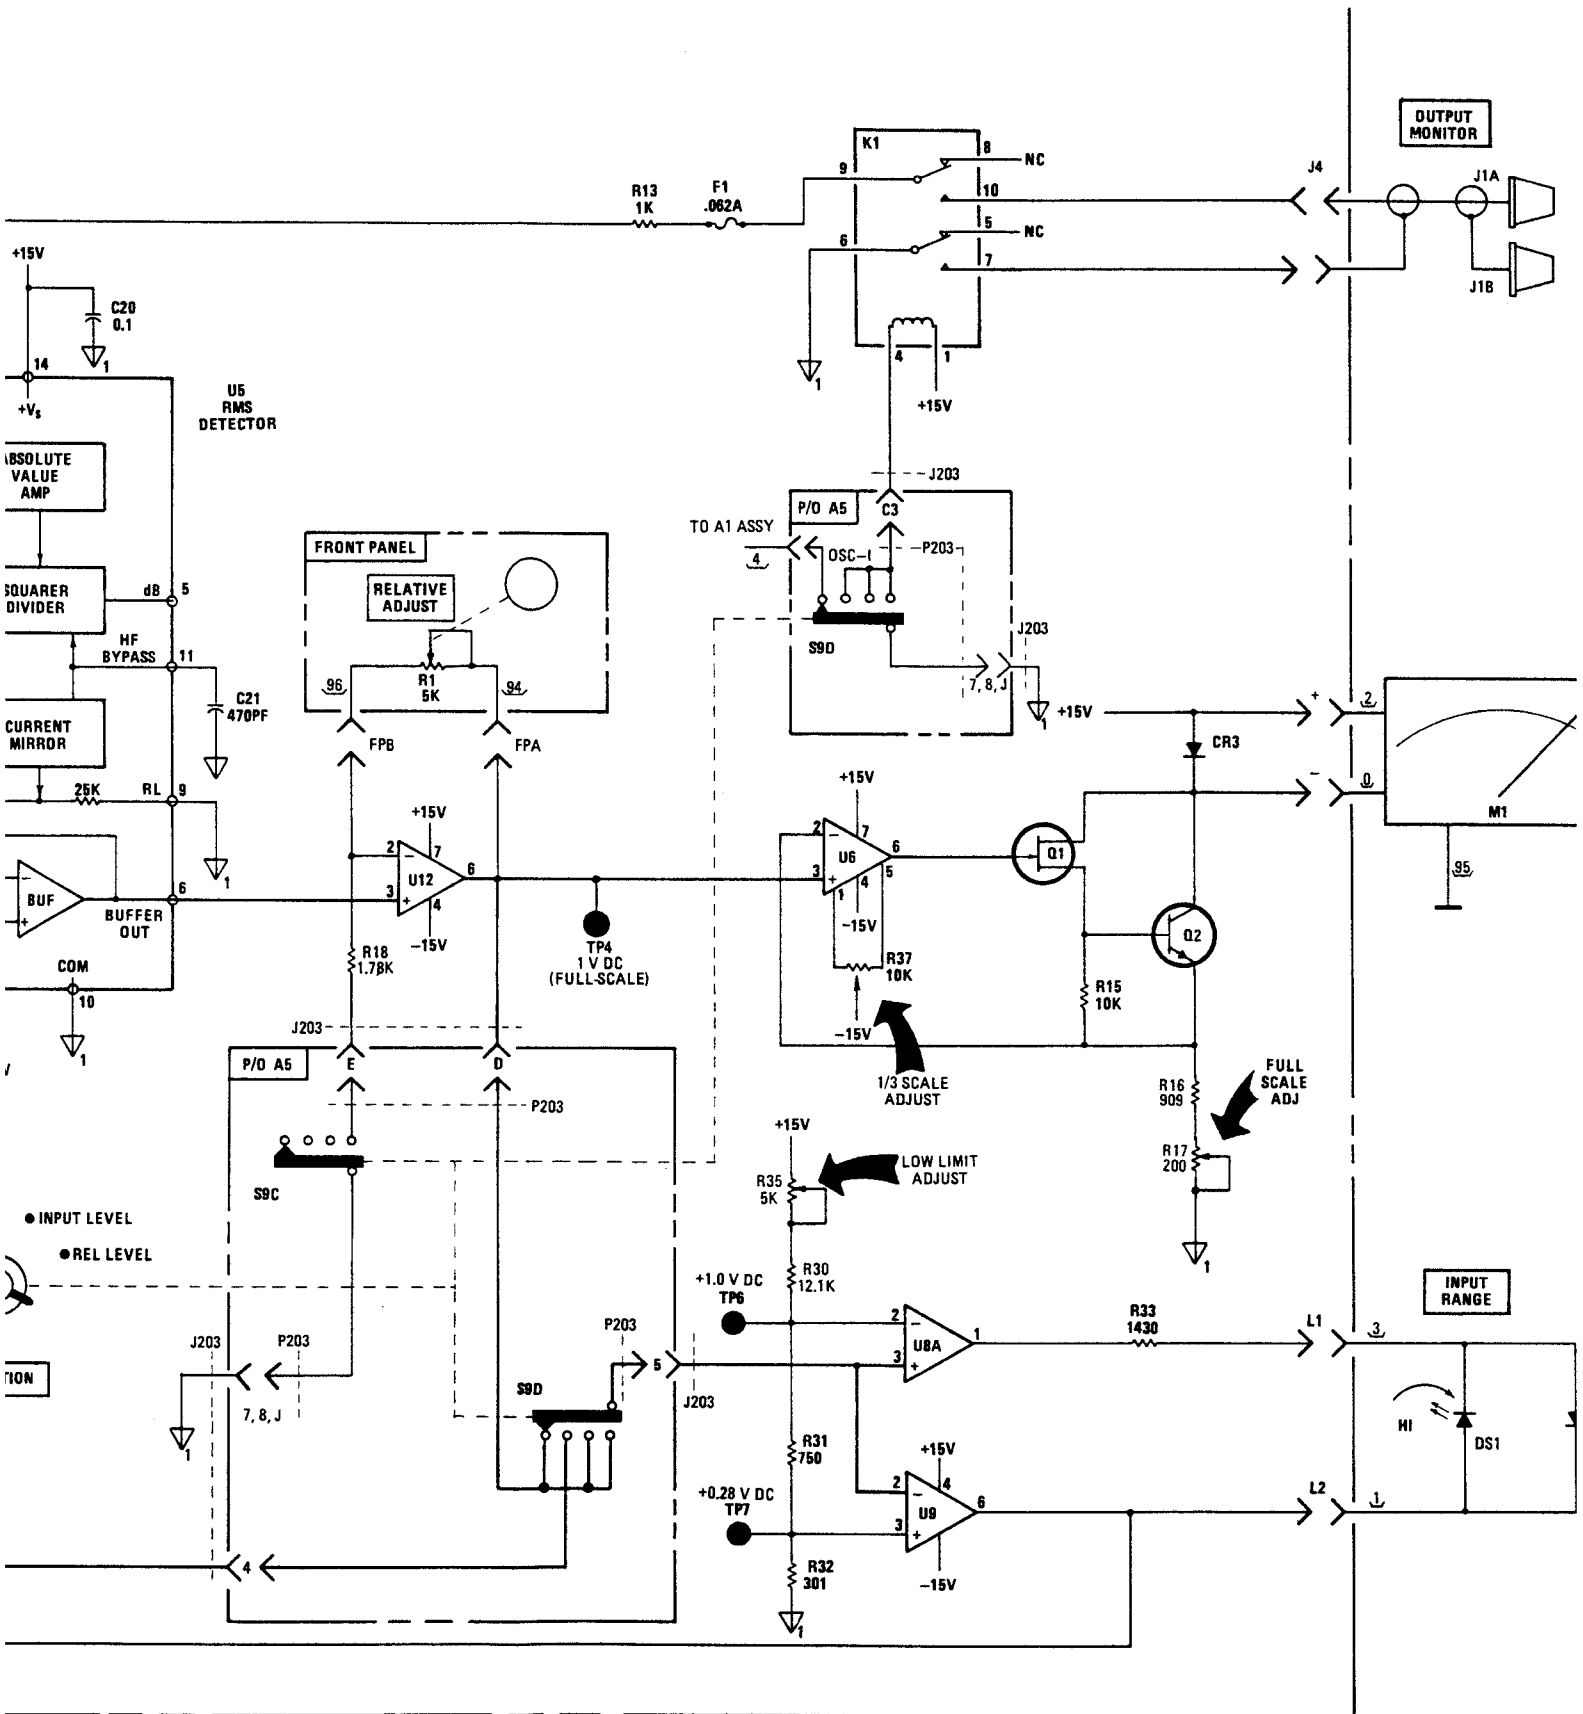 OUTPUT
MONITOR
K1
8
NC
9
10
J4
J1A
R13
1K
F1
.062A
5
NC
6
7
J1B
+15V
C20
0.1
1
14
+Vs
U5
RMS
DETECTOR
4
1
+15V
1
ABSOLUTE
VALUE
AMP
J203
P/O A5
C3
TO A1 ASSY
4
OSC-I
P203
FRONT PANEL
RELATIVE
ADJUST
SQUARER
DIVIDER
dB
5
HF
BYPASS
11
S9D
J203
7, 8, J
1
96
R1
5K
94
C21
470PF
CURRENT
MIRROR
FPB
FPA
+15V
+
2
CR3
25K
RL
9
1
+15V
-
0
M1
+15V
7
2
-
U6
6
5
3
+
1
4
-15V
Q1
95
2
-
7
U12
6
3
+
4
-15V
-
BUF
+
6
BUFFER
OUT
TP4
1 V DC
(FULL-SCALE)
R18
1.78K
Q2
R37
10K
R15
10K
-15V
COM
10
1
J203
P/O A5
E
D
P203
1/3 SCALE
ADJUST
FULL
SCALE
ADJ
R16
909
R17
200
+15V
R35
5K
LOW LIMIT
ADJUST
S9C
INPUT LEVEL
REL LEVEL
1
R30
12.1K
+1.0 V DC
TP6
INPUT
RANGE
J203
P203
P203
2
-
U8A
1
3
+
R33
1430
L1
3
5
TION
S9D
J203
7, 8, J
1
HI
DS1
R31
750
+15V
4
2
-
U9
6
3
+
-15V
+0.28 V DC
TP7
L2
1
4
R32
301
1